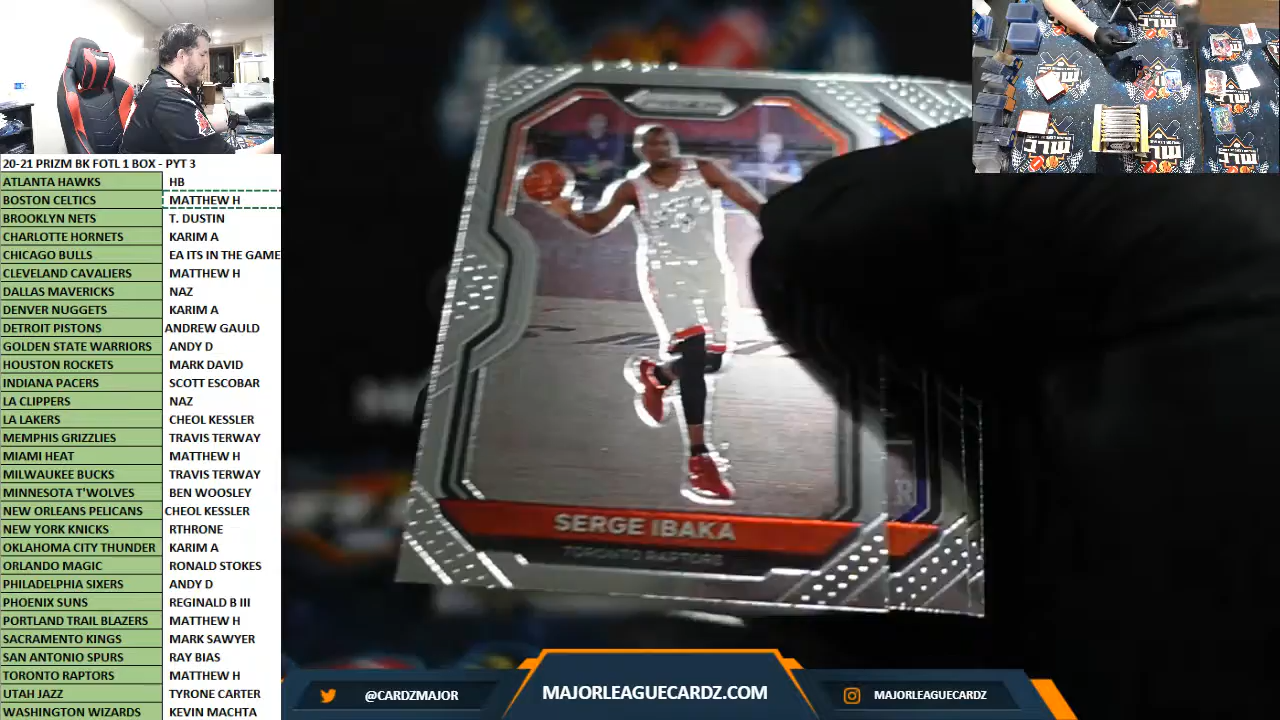 20-21 PRIZM BK FOTL 1 BOX - PYT 3
ATLANTA HAWKS HB
BOSTON CELTICS MATTHEW H
BROOKLYN NETS T. DUSTIN
CHARLOTTE HORNETS KARIM A
CHICAGO BULLS EA ITS IN THE GAME
CLEVELAND CAVALIERS MATTHEW H
DALLAS MAVERICKS NAZ
DENVER NUGGETS KARIM A
DETROIT PISTONS ANDREW GAULD
GOLDEN STATE WARRIORS ANDY D
HOUSTON ROCKETS MARK DAVID
INDIANA PACERS SCOTT ESCOBAR
LA CLIPPERS NAZ
LA LAKERS CHEOL KESSLER
MEMPHIS GRIZZLIES TRAVIS TERWAY
MIAMI HEAT MATTHEW H
MILWAUKEE BUCKS TRAVIS TERWAY
MINNESOTA T'WOLVES BEN WOOSLEY
NEW ORLEANS PELICANS CHEOL KESSLER
NEW YORK KNICKS RTHRONE
OKLAHOMA CITY THUNDER KARIM A
ORLANDO MAGIC RONALD STOKES
PHILADELPHIA SIXERS ANDY D
PHOENIX SUNS REGINALD B III
PORTLAND TRAIL BLAZERS MATTHEW H
SACRAMENTO KINGS MARK SAWYER
SAN ANTONIO SPURS RAY BIAS
TORONTO RAPTORS MATTHEW H
UTAH JAZZ TYRONE CARTER
WASHINGTON WIZARDS KEVIN MACHTA
SERGE IBAKA
TORONTO RAPTORS
MLC
MLC
MLC
MLC
@CARDZMAJOR
MAJORLEAGUECARDZ.COM
MAJORLEAGUECARDZ